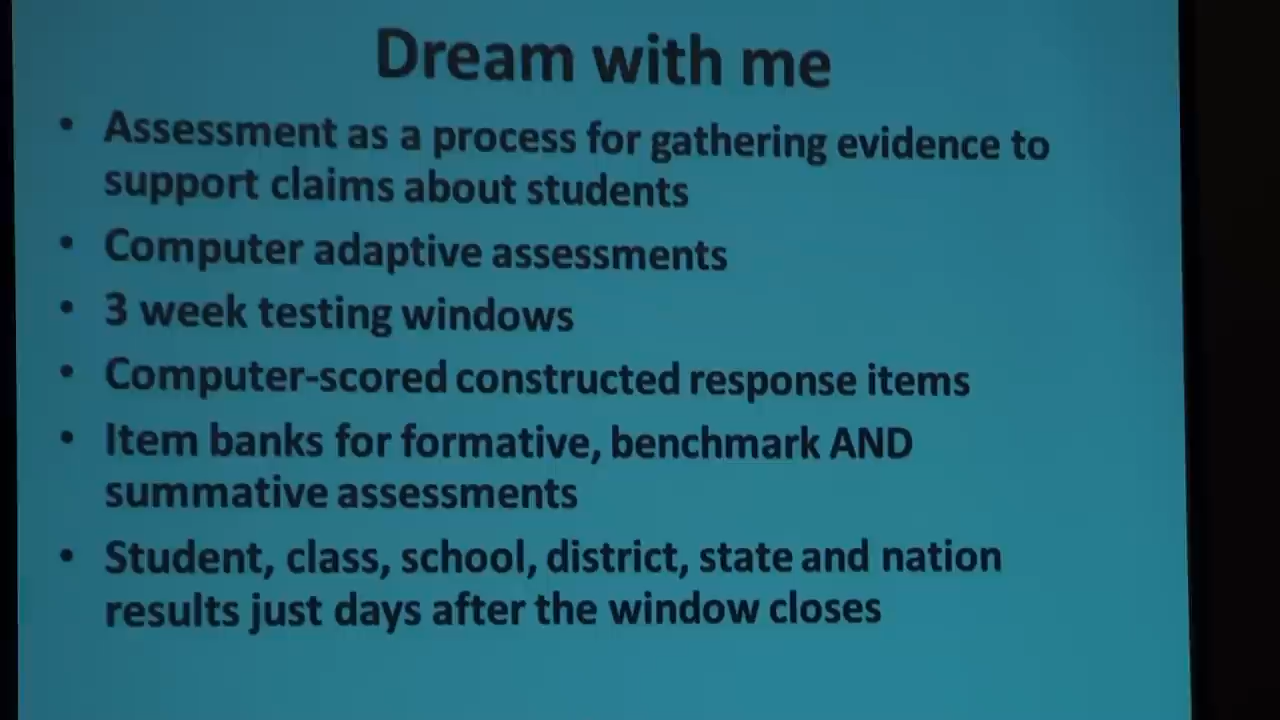 Dream with me
• Assessment as a process for gathering evidence to
support claims about students
• Computer adaptive assessments
• 3 week testing windows
• Computer-scored constructed response items
• Item banks for formative, benchmark AND
summative assessments
• Student, class, school, district, state and nation
results just days after the window closes